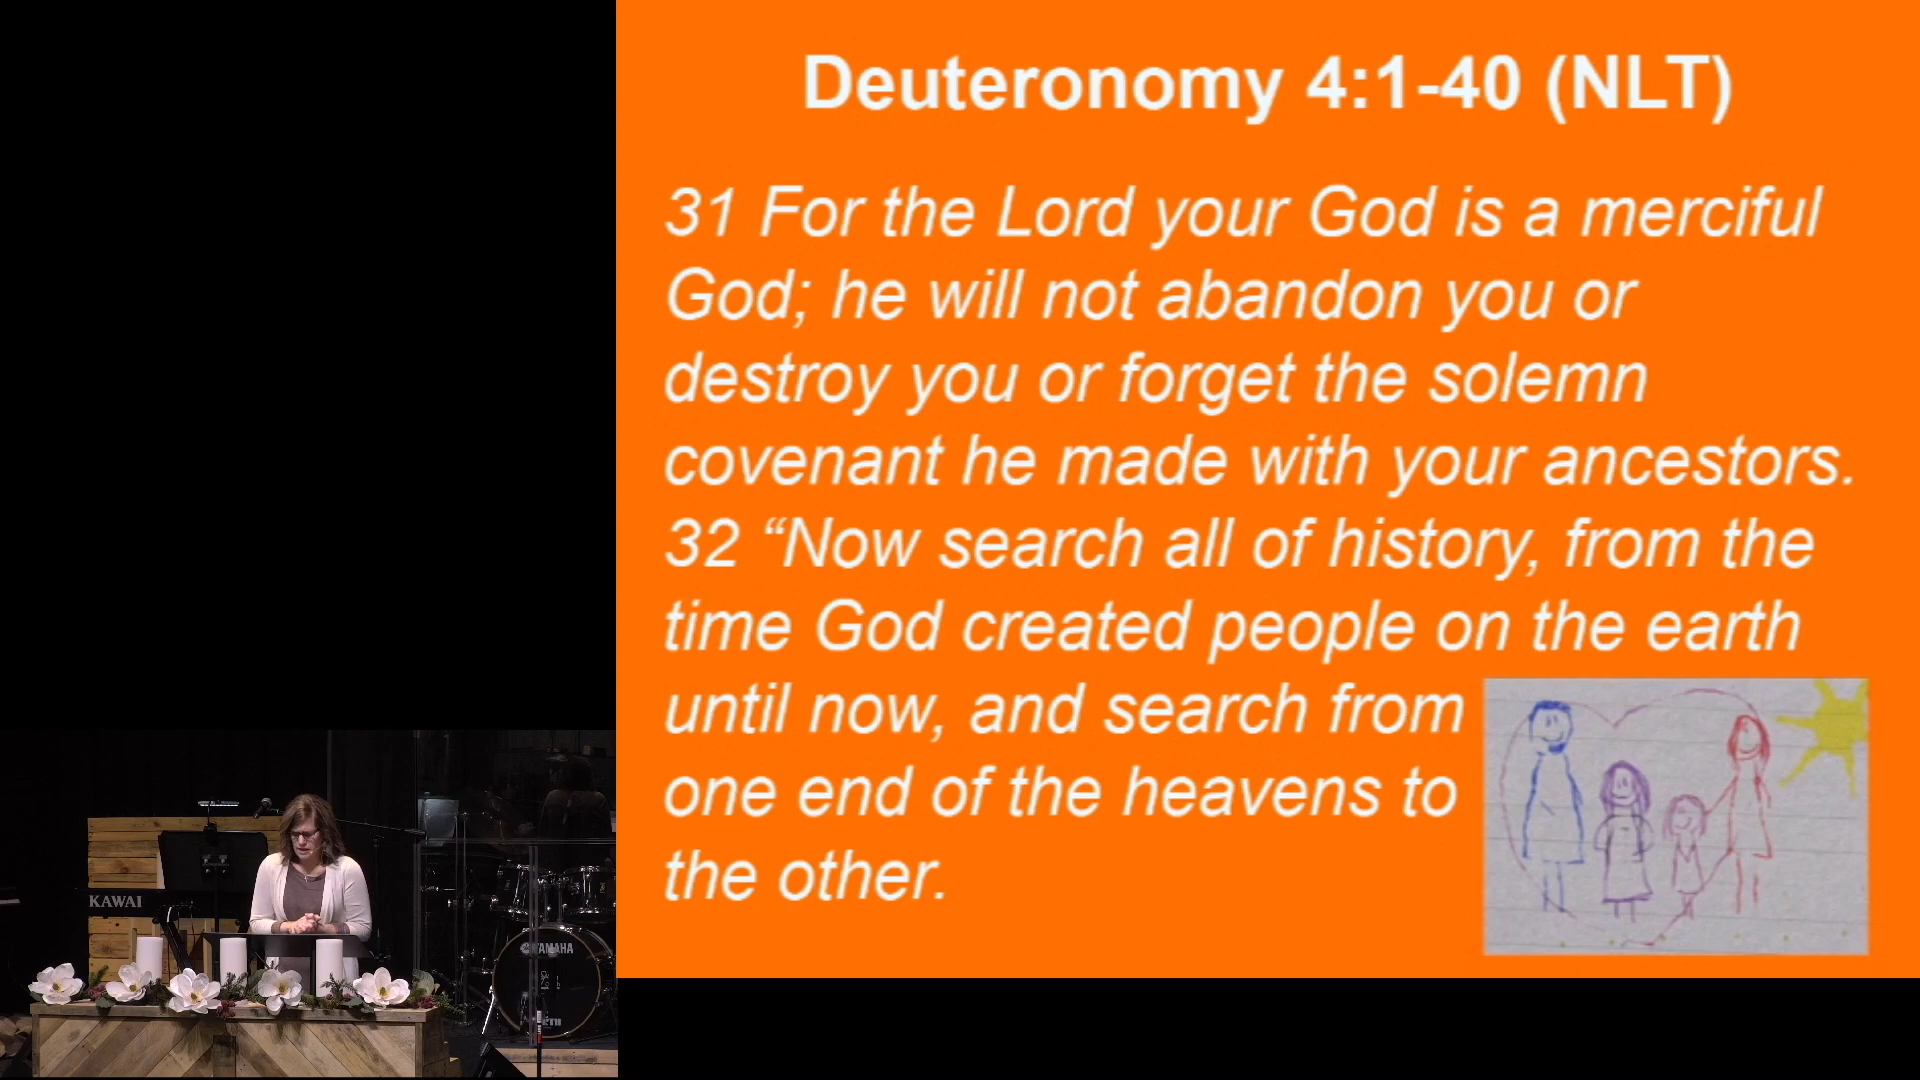 Deuteronomy 4:1-40 (NLT)
31 For the Lord your God is a merciful
God; he will not abandon you or
destroy you or forget the solemn
covenant he made with your ancestors.
32 “Now search all of history, from the
time God created people on the earth
until now, and search from
one end of the heavens to
the other.
KAWAI
YAMAHA